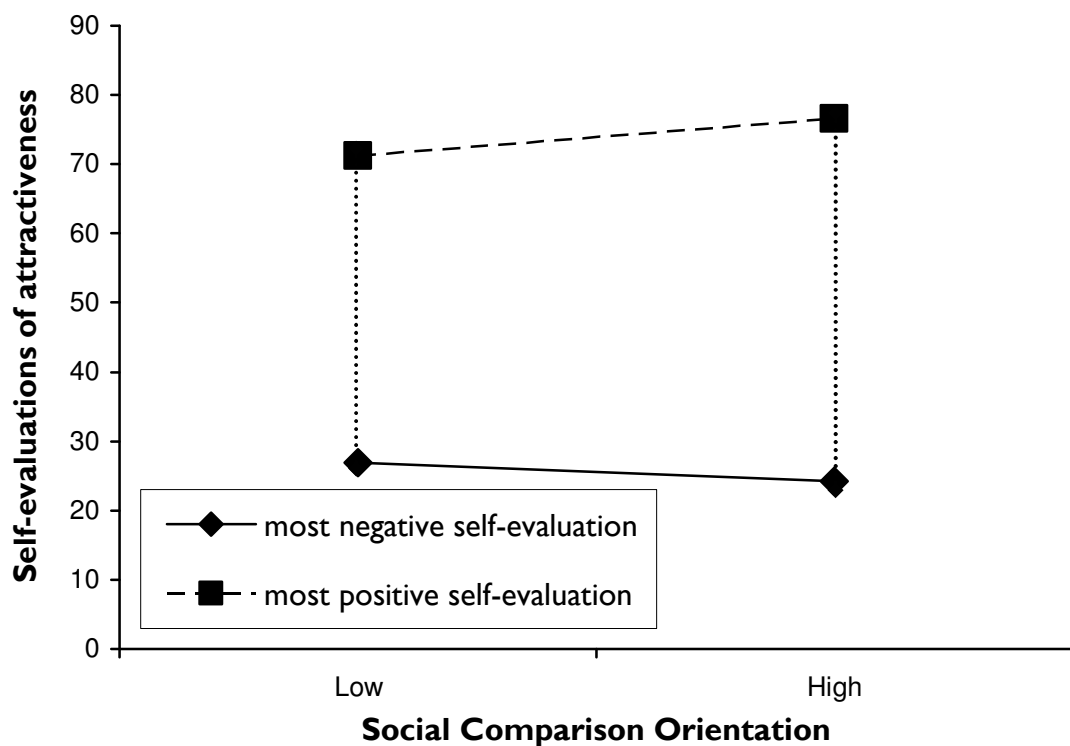 Self-evaluations of attractiveness
90
80
70
60
50
40
30
20
10
0
most negative self-evaluation
most positive self-evaluation
Low
High
Social Comparison Orientation